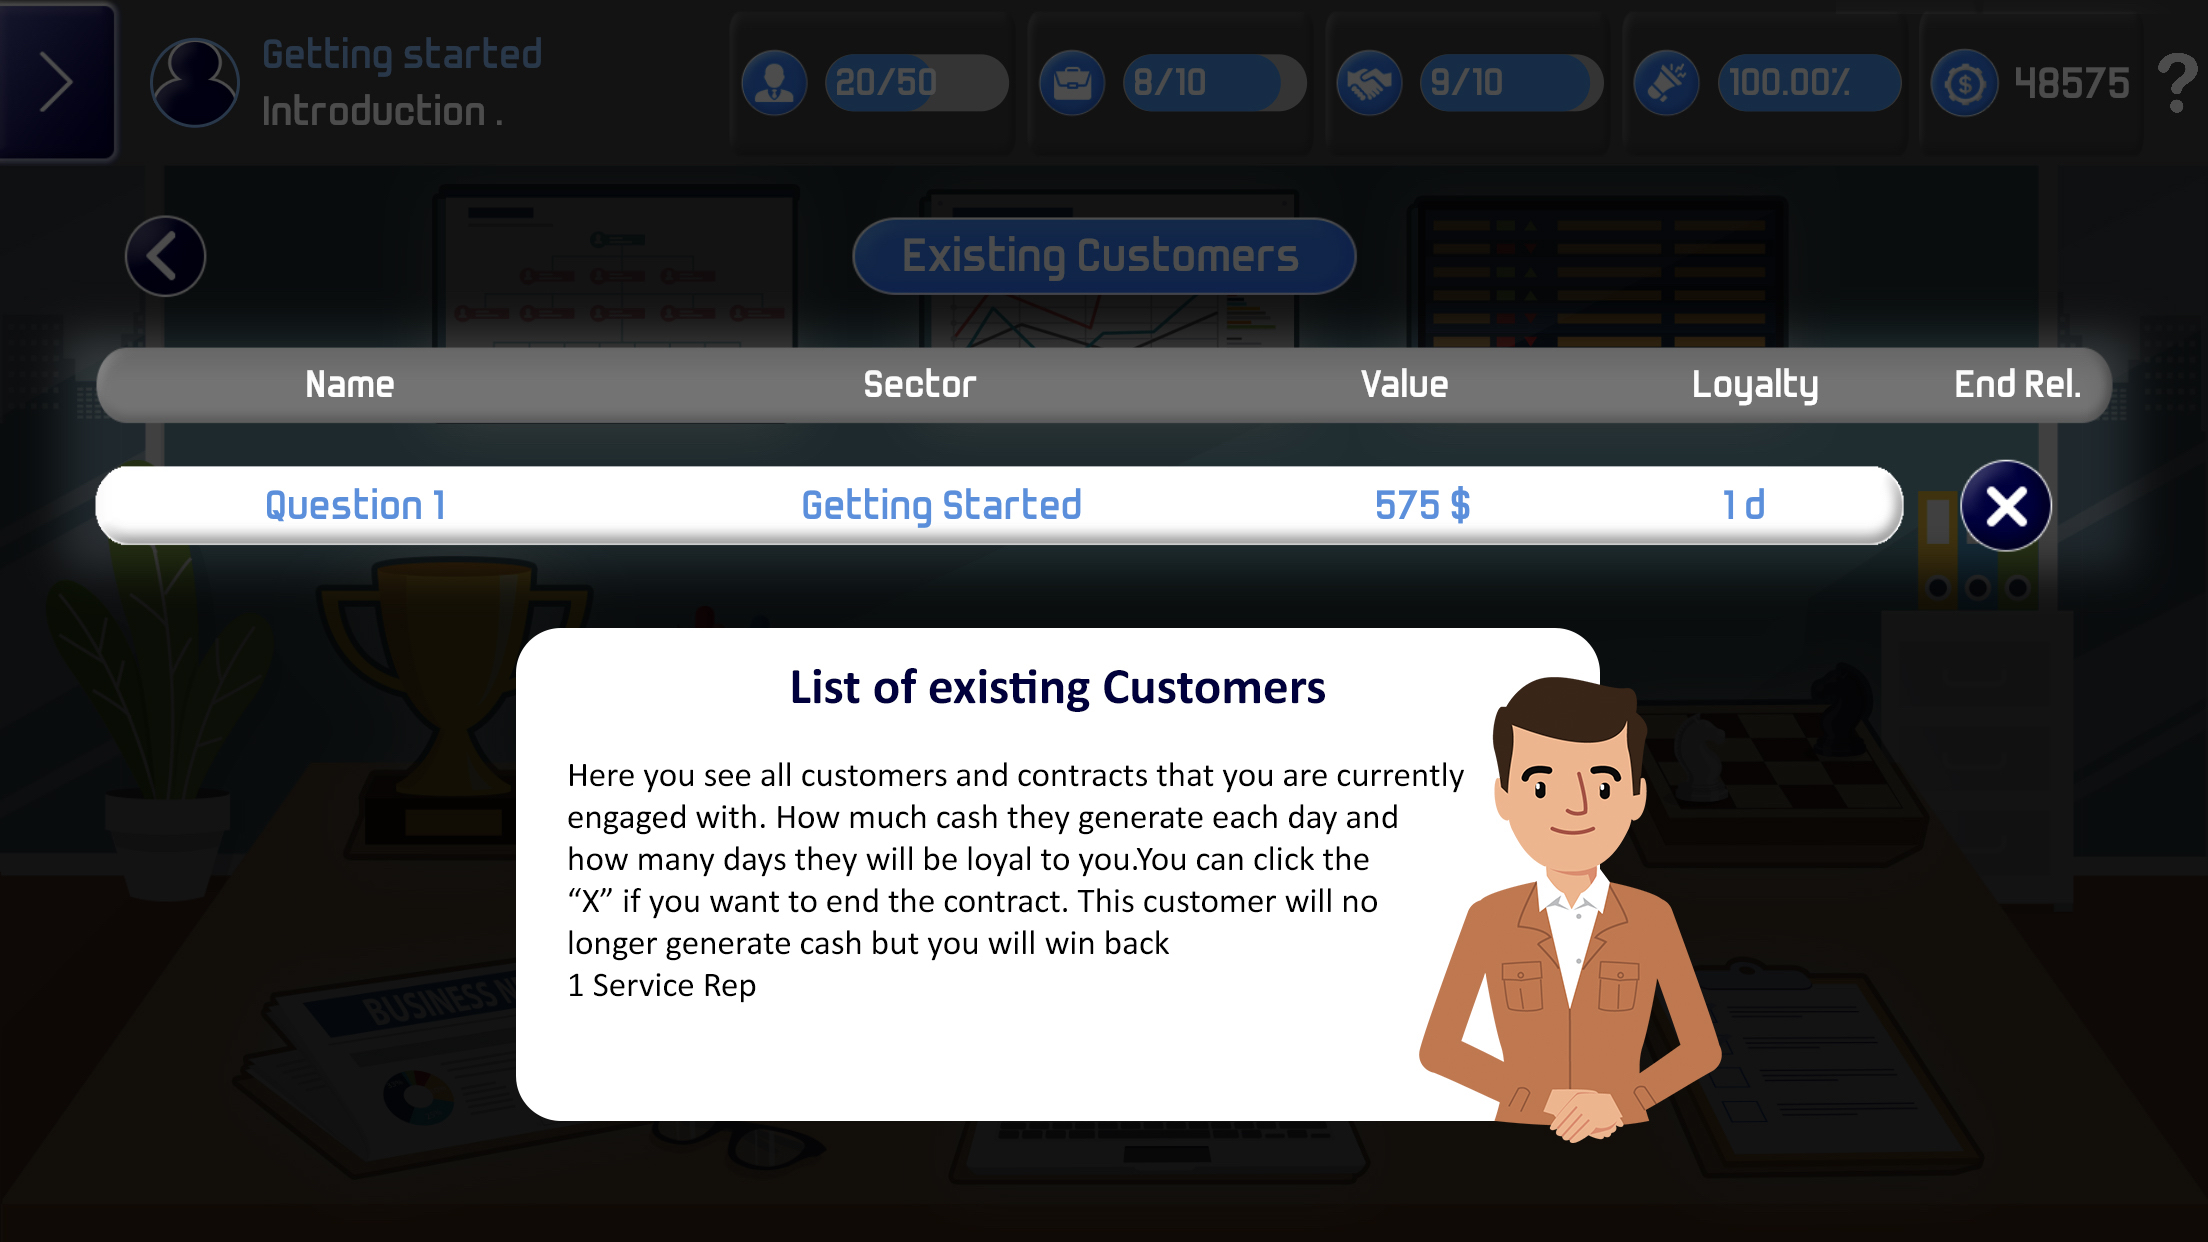 Getting started
Introduction .
20/50
8/10
9/10
100.00%
48575
?
Existing Customers
Name Sector Value Loyalty End Rel.
Question 1 Getting Started 575 $ 1 d
List of existing Customers
Here you see all customers and contracts that you are currently
engaged with. How much cash they generate each day and
how many days they will be loyal to you.You can click the
“X” if you want to end the contract. This customer will no
longer generate cash but you will win back
1 Service Rep
BUSINESS N